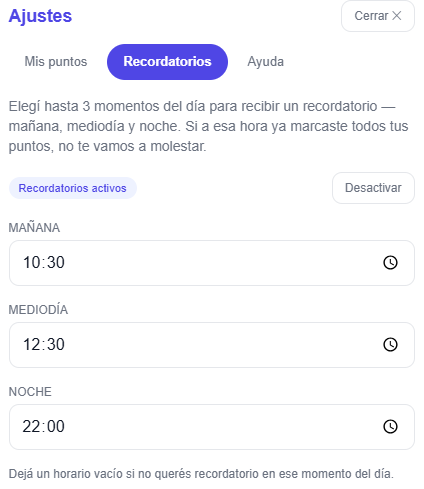 Ajustes
Cerrar ×
Mis puntos
Recordatorios
Ayuda
Elegí hasta 3 momentos del día para recibir un recordatorio —
mañana, mediodía y noche. Si a esa hora ya marcaste todos tus
puntos, no te vamos a molestar.
Recordatorios activos
Desactivar
MAÑANA
10:30
MEDIODÍA
12:30
NOCHE
22:00
Dejá un horario vacío si no querés recordatorio en ese momento del día.